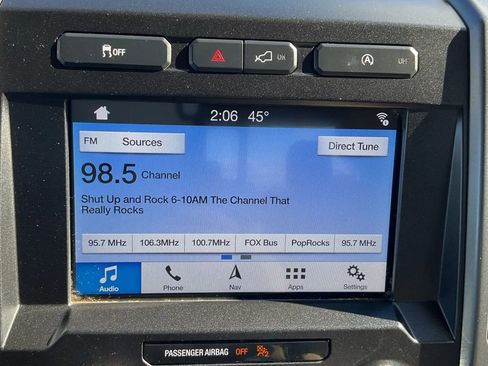 OFF
OFF
A OFF
2:06 45°
FM Sources
Direct Tune
98.5 Channel
Shut Up and Rock 6-10AM The Channel That
Really Rocks
95.7 MHz 106.3MHz 100.7MHz FOX Bus PopRocks 95.7 MHz
Audio Phone Nav Apps Settings
PASSENGER AIRBAG OFF